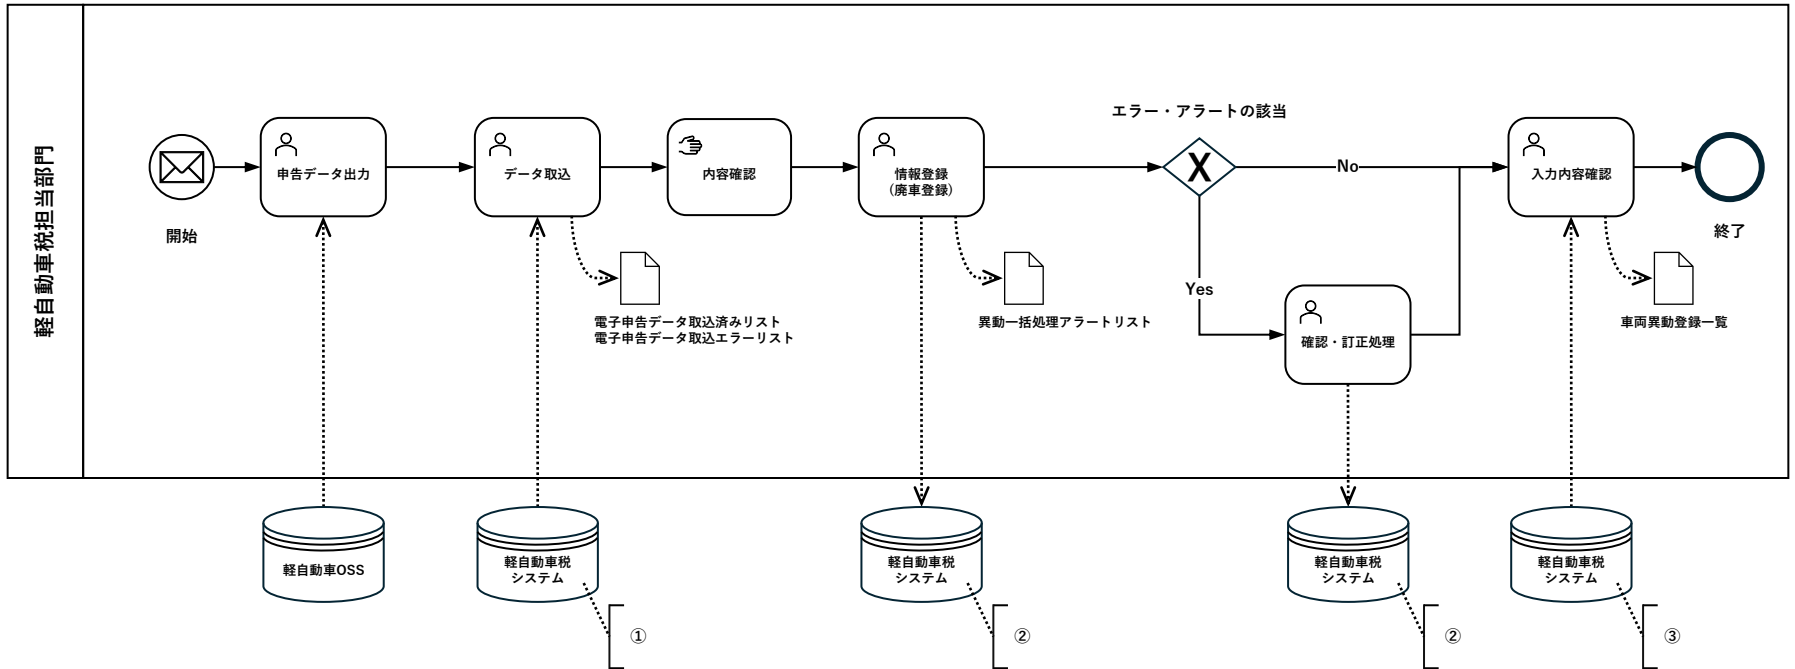 軽自動車税担当部門
開始
申告データ出力
データ取込
内容確認
情報登録
(廃車登録)
エラー・アラートの該当
X
No
Yes
入力内容確認
終了
電子申告データ取込済みリスト
電子申告データ取込エラーリスト
異動一括処理アラートリスト
確認・訂正処理
車両異動登録一覧
軽自動車OSS
軽自動車税
システム
①
軽自動車税
システム
②
軽自動車税
システム
②
軽自動車税
システム
③